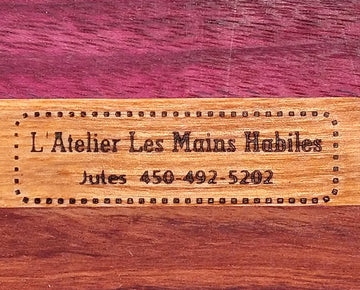 L'Atelier Les Mains Habiles
Jules 450-492-5202